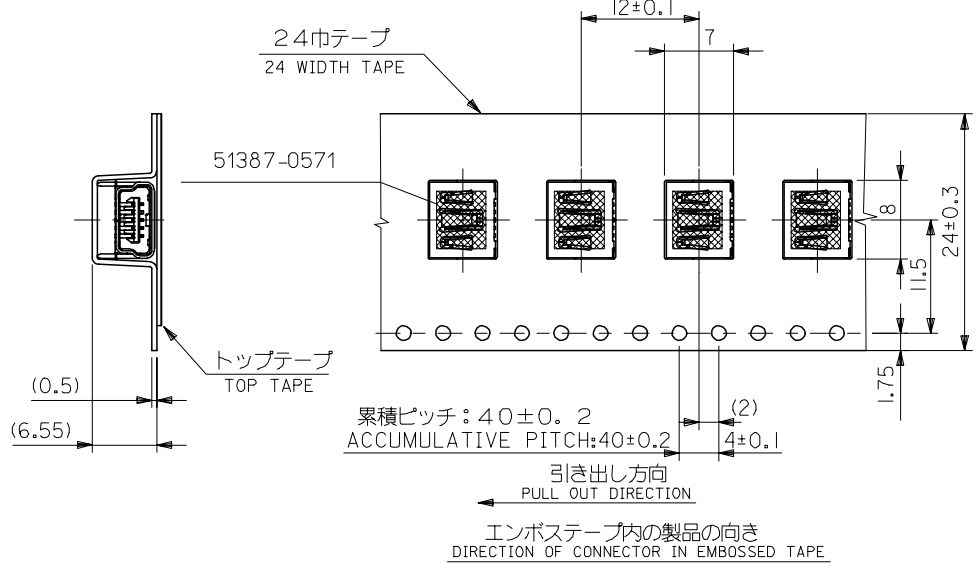 12±0.1
24巾テープ
24 WIDTH TAPE
7
51387-0571
8
11.5
24±0.3
1.75
トップテープ
TOP TAPE
(0.5)
(6.55)
(2)
累積ピッチ：40±0.2
ACCUMULATIVE PITCH:40±0.2
4±0.1
引き出し方向
PULL OUT DIRECTION
エンボステープ内の製品の向き
DIRECTION OF CONNECTOR IN EMBOSSED TAPE